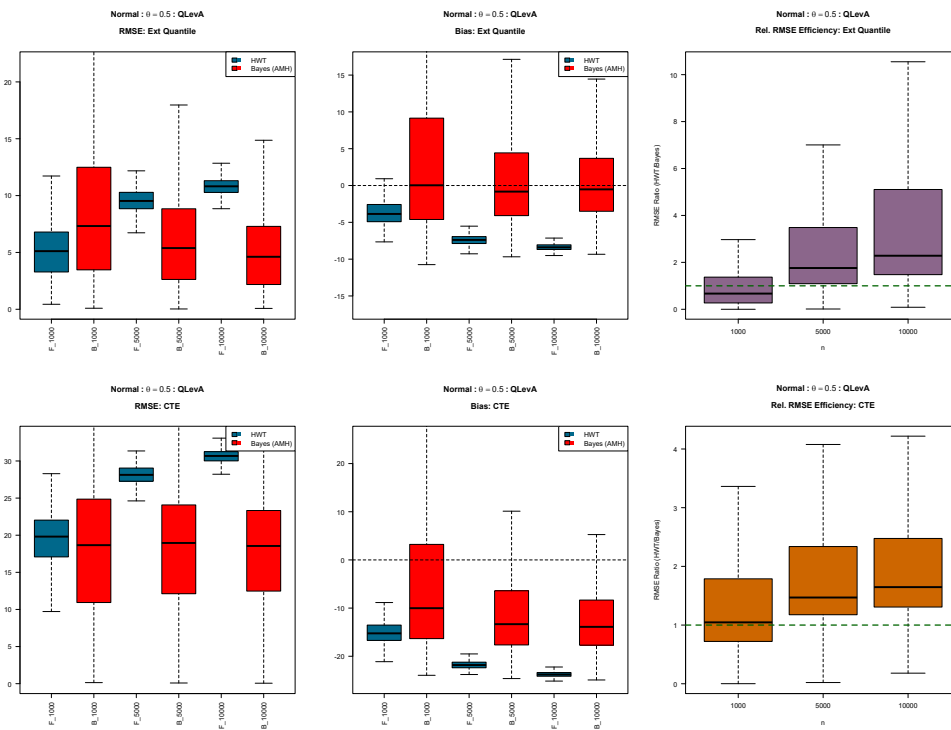 Normal : θ = 0.5 : QLevA
RMSE: Ext Quantile
HWT
Bayes (AMH)
20
15
10
5
0
F_1000
B_1000
F_5000
B_5000
F_10000
B_10000
Normal : θ = 0.5 : QLevA
Bias: Ext Quantile
HWT
Bayes (AMH)
15
10
5
0
-5
-10
-15
F_1000
B_1000
F_5000
B_5000
F_10000
B_10000
Normal : θ = 0.5 : QLevA
Rel. RMSE Efficiency: Ext Quantile
RMSE Ratio (HWT/Bayes)
10
8
6
4
2
0
1000
5000
10000
n
Normal : θ = 0.5 : QLevA
RMSE: CTE
HWT
Bayes (AMH)
30
25
20
15
10
5
0
F_1000
B_1000
F_5000
B_5000
F_10000
B_10000
Normal : θ = 0.5 : QLevA
Bias: CTE
HWT
Bayes (AMH)
20
10
0
-10
-20
F_1000
B_1000
F_5000
B_5000
F_10000
B_10000
Normal : θ = 0.5 : QLevA
Rel. RMSE Efficiency: CTE
RMSE Ratio (HWT/Bayes)
4
3
2
1
0
1000
5000
10000
n